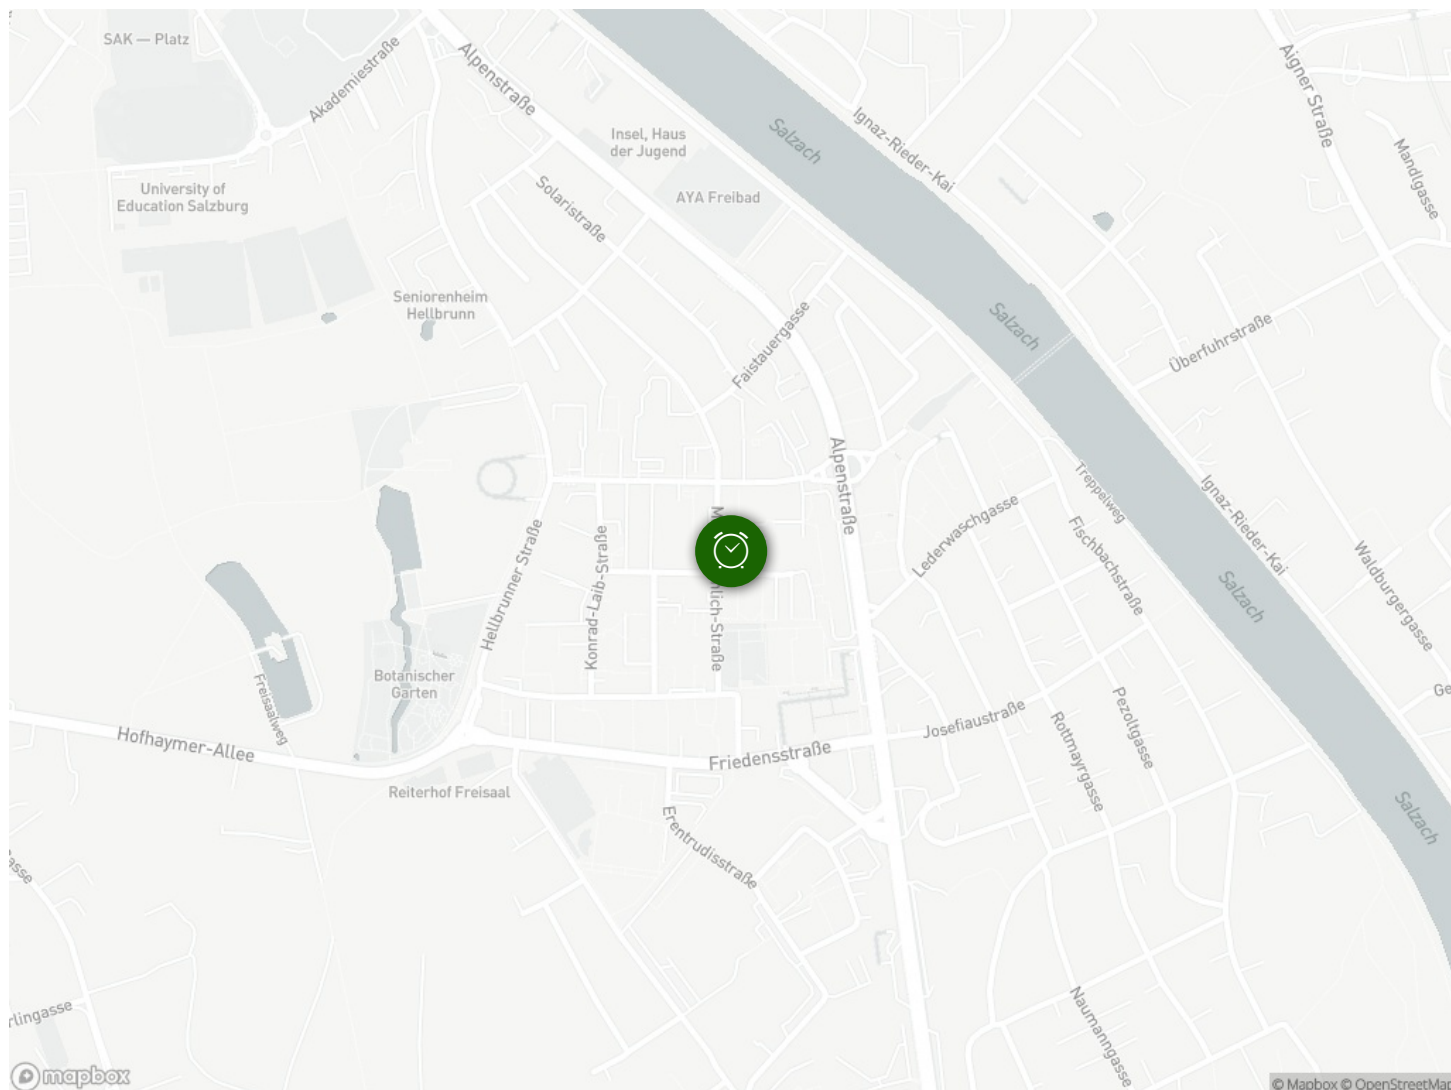 SAK — Platz
Akademiestraße
Alpenstraße
Aigner Straße
Ignaz-Rieder-Kai
Salzach
Insel, Haus
der Jugend
Mandlgasse
University of
Education Salzburg
AYA Freibad
Solaristraße
Seniorenheim
Hellbrunn
Faistauergasse
Salzach
Überfuhrstraße
Alpenstraße
Treppelweg
Ignaz-Rieder-Kai
Lederwaschgasse
Fischbachstraße
Hellbrunner Straße
Konrad-Laib-Straße
Salzach
Waldburgergasse
Botanischer
Garten
Freisaalweg
Pezoltgasse
Josefiaustraße
Rottmayrgasse
Hofhaymer-Allee
Friedensstraße
Reiterhof Freisaal
Salzach
Erentrudisstraße
Naumanngasse
mapbox
© Mapbox © OpenStreetMap